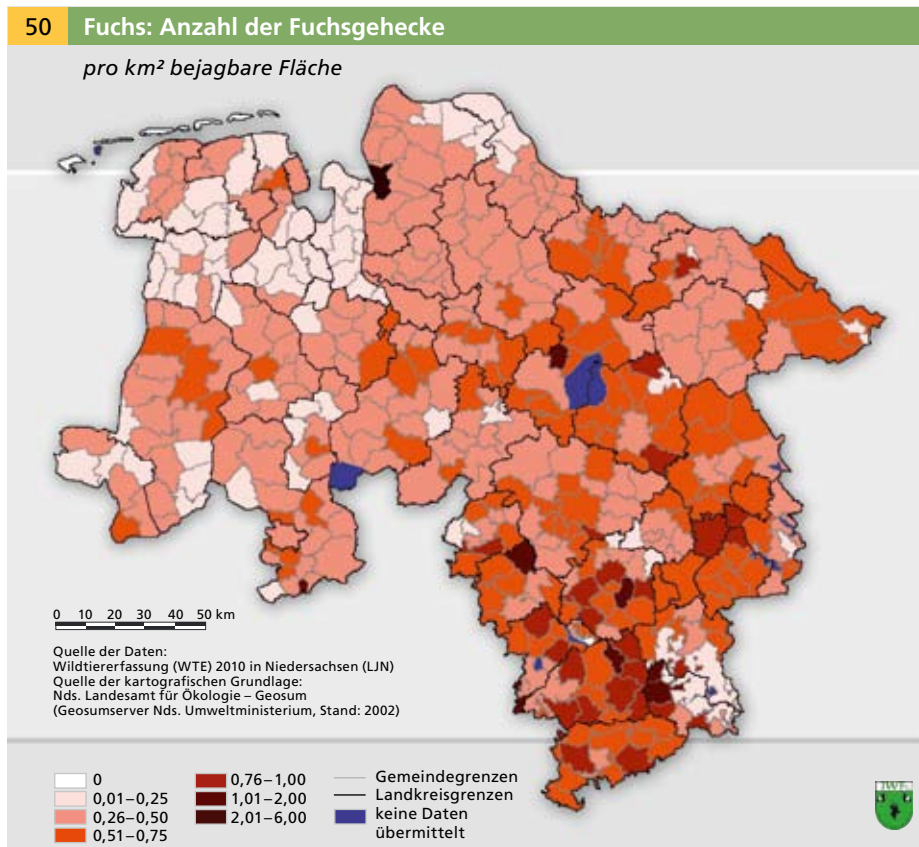 50 Fuchs: Anzahl der Fuchsgehecke
pro km² bejagbare Fläche
0 10 20 30 40 50 km
Quelle der Daten:
Wildtiererfassung (WTE) 2010 in Niedersachsen (LJN)
Quelle der kartografischen Grundlage:
Nds. Landesamt für Ökologie – Geosum
(Geosumserver Nds. Umweltministerium, Stand: 2002)
0
0,01–0,25
0,26–0,50
0,51–0,75
0,76–1,00
1,01–2,00
2,01–6,00
Gemeindegrenzen
Landkreisgrenzen
keine Daten
übermittelt